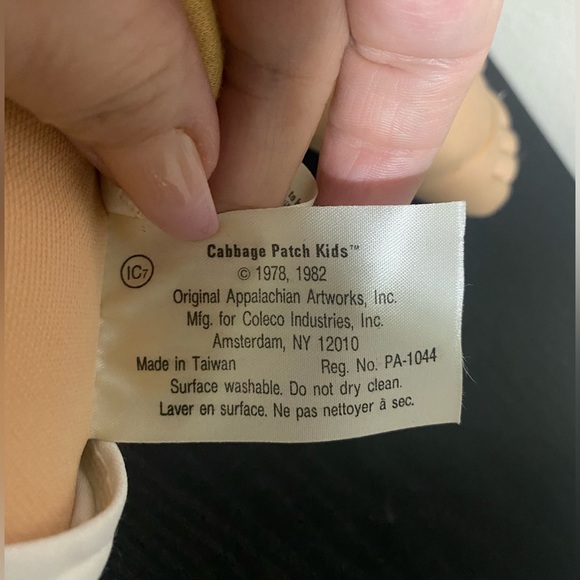 Cabbage Patch Kids™
IC7
© 1978, 1982
Original Appalachian Artworks, Inc.
Mfg. for Coleco Industries, Inc.
Amsterdam, NY 12010
Made in Taiwan Reg. No. PA-1044
Surface washable. Do not dry clean.
Laver en surface. Ne pas nettoyer ā sec.